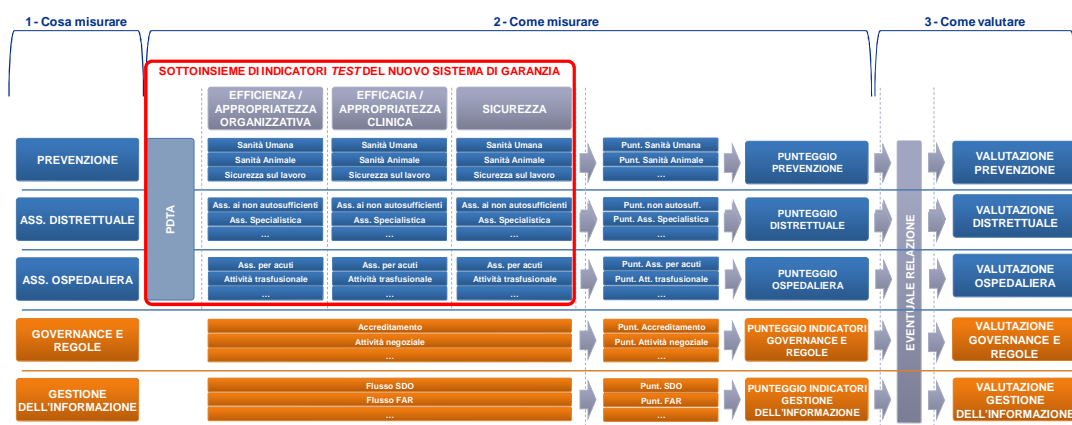 1 - Cosa misurare
2 - Come misurare
3 - Come valutare
SOTTOINSIEME DI INDICATORI TEST DEL NUOVO SISTEMA DI GARANZIA
EFFICIENZA /
APPROPRIATEZZA
ORGANIZZATIVA
EFFICACIA /
APPROPRIATEZZA
CLINICA
SICUREZZA
PDTA
EVENTUALE RELAZIONE
PREVENZIONE
Sanità Umana
Sanità Animale
Sicurezza sul lavoro
Sanità Umana
Sanità Animale
Sicurezza sul lavoro
Sanità Umana
Sanità Animale
Sicurezza sul lavoro
Punt. Sanità Umana
Punt. Sanità Animale
...
PUNTEGGIO
PREVENZIONE
VALUTAZIONE
PREVENZIONE
ASS. DISTRETTUALE
Ass. ai non autosufficienti
Ass. Specialistica
...
Ass. ai non autosufficienti
Ass. Specialistica
...
Ass. ai non autosufficienti
Ass. Specialistica
...
Punt. non autosuff.
Punt. Ass. Specialistica
...
PUNTEGGIO
DISTRETTUALE
VALUTAZIONE
DISTRETTUALE
ASS. OSPEDALIERA
Ass. per acuti
Attività trasfusionale
...
Ass. per acuti
Attività trasfusionale
...
Ass. per acuti
Attività trasfusionale
...
Punt. Ass. per acuti
Punt. Att. trasfusionale
...
PUNTEGGIO
OSPEDALIERA
VALUTAZIONE
OSPEDALIERA
GOVERNANCE E
REGOLE
Accreditamento
Attività negoziale
...
Punt. Accreditamento
Punt. Attività negoziale
...
PUNTEGGIO INDICATORI
GOVERNANCE E
REGOLE
VALUTAZIONE
GOVERNANCE E
REGOLE
GESTIONE
DELL'INFORMAZIONE
Flusso SDO
Flusso FAR
...
Punt. SDO
Punt. FAR
...
PUNTEGGIO INDICATORI
GESTIONE
DELL'INFORMAZIONE
VALUTAZIONE
GESTIONE
DELL'INFORMAZIONE